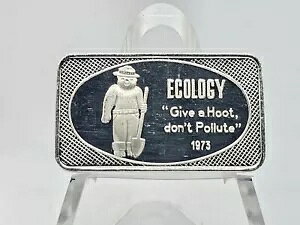 ECOLOGY
"Give a Hoot,
don't Pollute"
1973